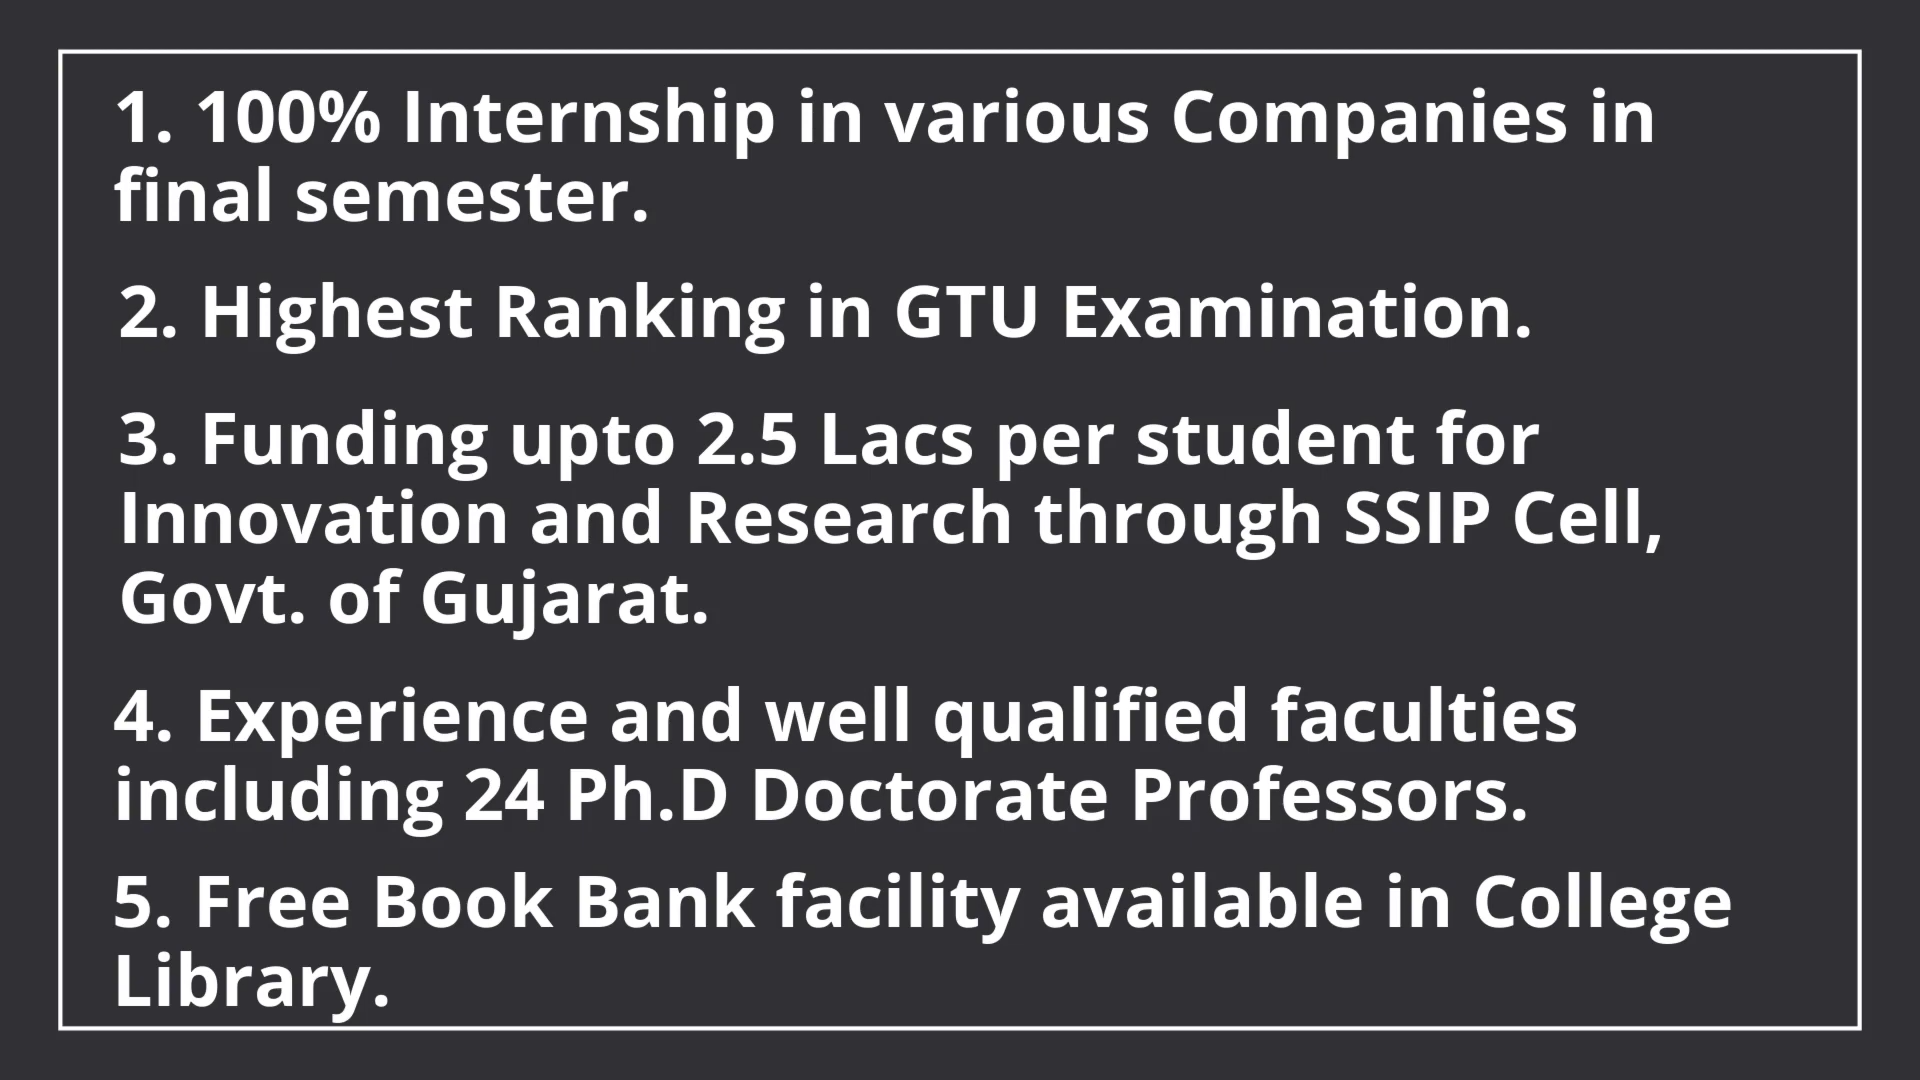 1. 100% Internship in various Companies in
final semester.
2. Highest Ranking in GTU Examination.
3. Funding upto 2.5 Lacs per student for
Innovation and Research through SSIP Cell,
Govt. of Gujarat.
4. Experience and well qualified faculties
including 24 Ph.D Doctorate Professors.
5. Free Book Bank facility available in College
Library.